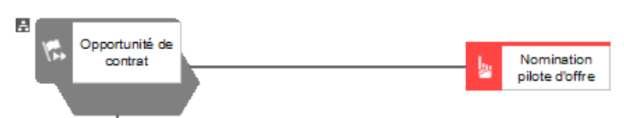 Opportunité de
contrat
Nomination
pilote d'offre